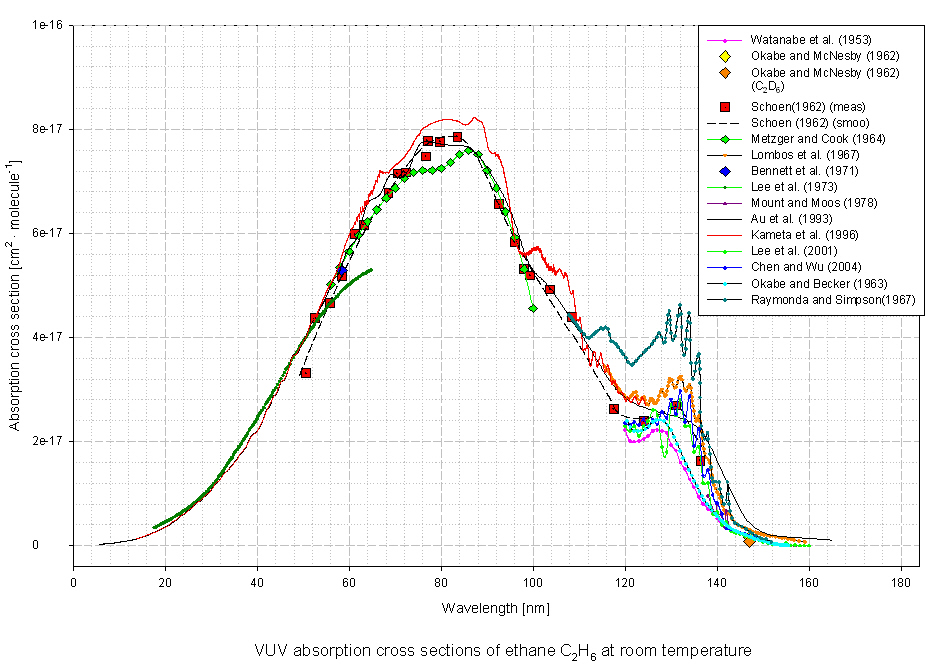 1e-16
8e-17
6e-17
4e-17
2e-17
0
Absorption cross section [cm² · molecule⁻¹]
0 20 40 60 80 100 120 140 160 180
Wavelength [nm]
Watanabe et al. (1953)
Okabe and McNesby (1962)
Okabe and McNesby (1962)
(C₂D₆)
Schoen(1962) (meas)
Schoen (1962) (smoo)
Metzger and Cook (1964)
Lombos et al. (1967)
Bennett et al. (1971)
Lee et al. (1973)
Mount and Moos (1978)
Au et al. (1993)
Kameta et al. (1996)
Lee et al. (2001)
Chen and Wu (2004)
Okabe and Becker (1963)
Raymonda and Simpson(1967)
VUV absorption cross sections of ethane C₂H₆ at room temperature